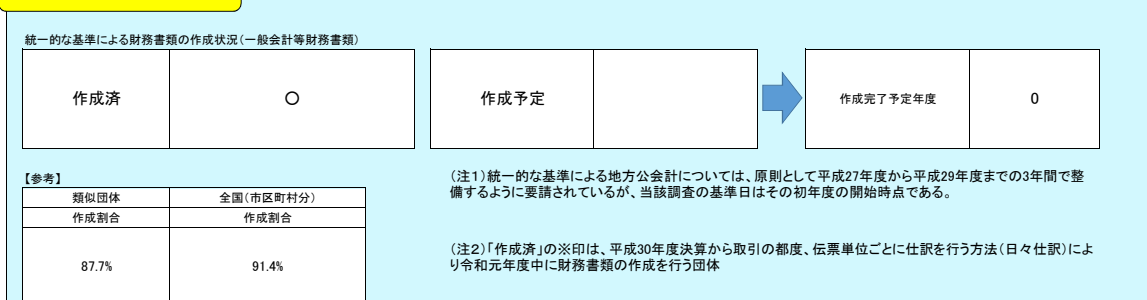 統一的な基準による財務書類の作成状況(一般会計等財務書類)
作成済
○
作成予定
作成完了予定年度
0
【参考】
類似団体
全国(市区町村分)
作成割合
作成割合
87.7%
91.4%
(注1)統一的な基準による地方公会計については、原則として平成27年度から平成29年度までの3年間で整
備するように要請されているが、当該調査の基準日はその初年度の開始時点である。
(注2)「作成済」の※印は、平成30年度決算から取引の都度、伝票単位ごとに仕訳を行う方法(日々仕訳)によ
り令和元年度中に財務書類の作成を行う団体